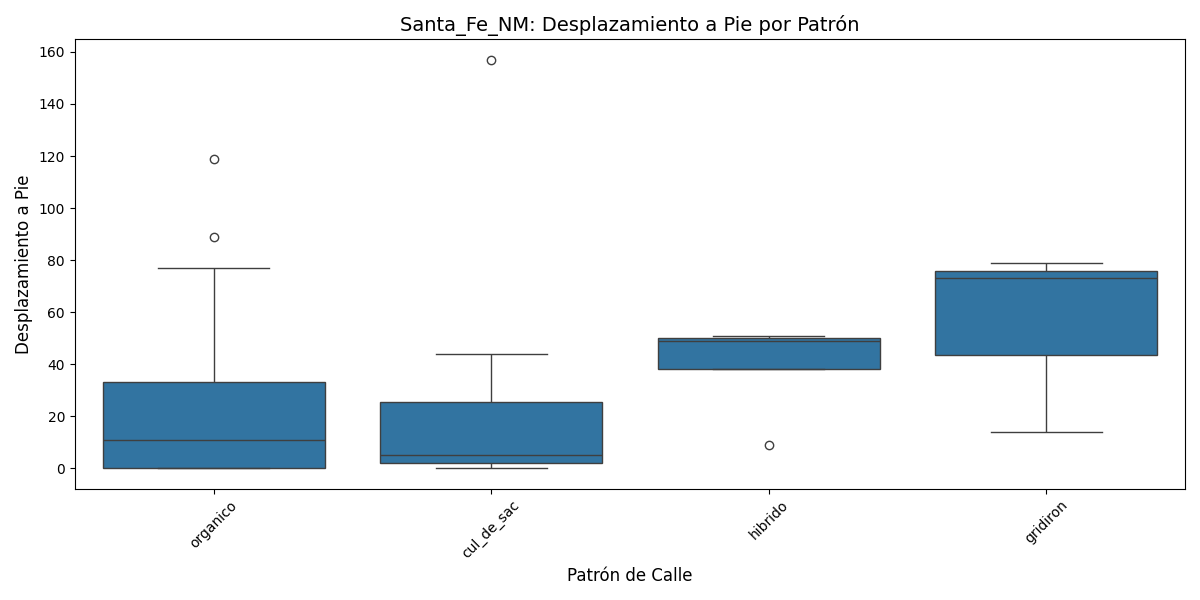 Santa_Fe_NM: Desplazamiento a Pie por Patrón
Desplazamiento a Pie
160
140
120
100
80
60
40
20
0
organico
cul_de_sac
hibrido
gridiron
Patrón de Calle